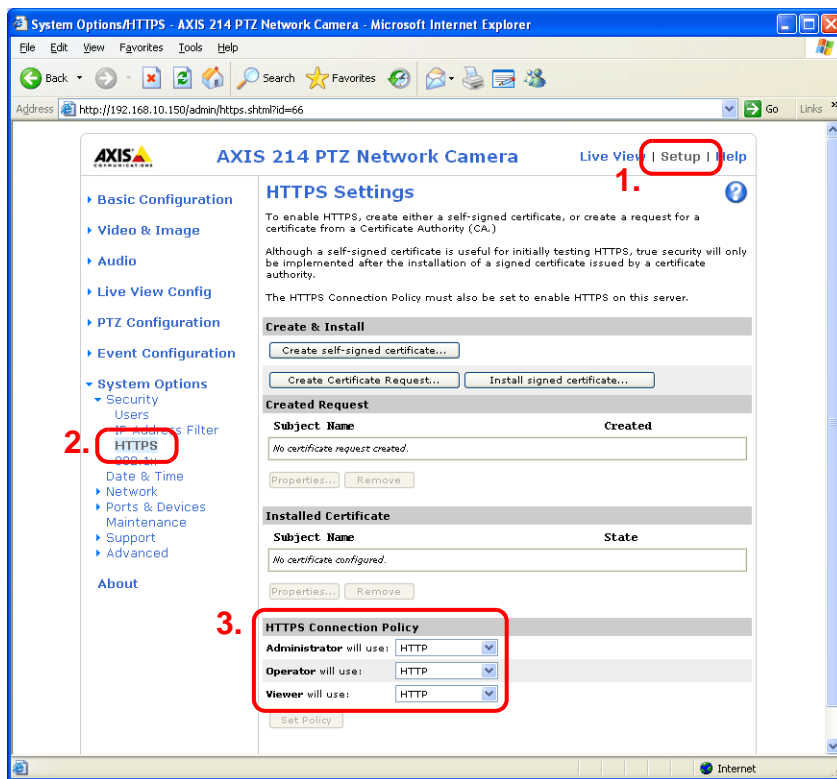 System Options/HTTPS - AXIS 214 PTZ Network Camera - Microsoft Internet Explorer
File Edit View Favorites Tools Help
Back Search Favorites
Address http://192.168.10.150/admin/https.shtml?id=66 Go Links »
AXIS COMMUNICATIONS AXIS 214 PTZ Network Camera Live View | Setup | Help
1.
Basic Configuration
Video & Image
Audio
Live View Config
PTZ Configuration
Event Configuration
System Options
Security
Users
IP Address Filter
2.
HTTPS
802.1x
Date & Time
Network
Ports & Devices
Maintenance
Support
Advanced
About
HTTPS Settings ?
To enable HTTPS, create either a self-signed certificate, or create a request for a
certificate from a Certificate Authority (CA.)
Although a self-signed certificate is useful for initially testing HTTPS, true security will only
be implemented after the installation of a signed certificate issued by a certificate
authority.
The HTTPS Connection Policy must also be set to enable HTTPS on this server.
Create & Install
Create self-signed certificate...
Create Certificate Request... Install signed certificate...
Created Request
Subject Name Created
No certificate request created.
Properties... Remove
Installed Certificate
Subject Name State
No certificate configured.
Properties... Remove
3.
HTTPS Connection Policy
Administrator will use: HTTP
Operator will use: HTTP
Viewer will use: HTTP
Set Policy
Internet